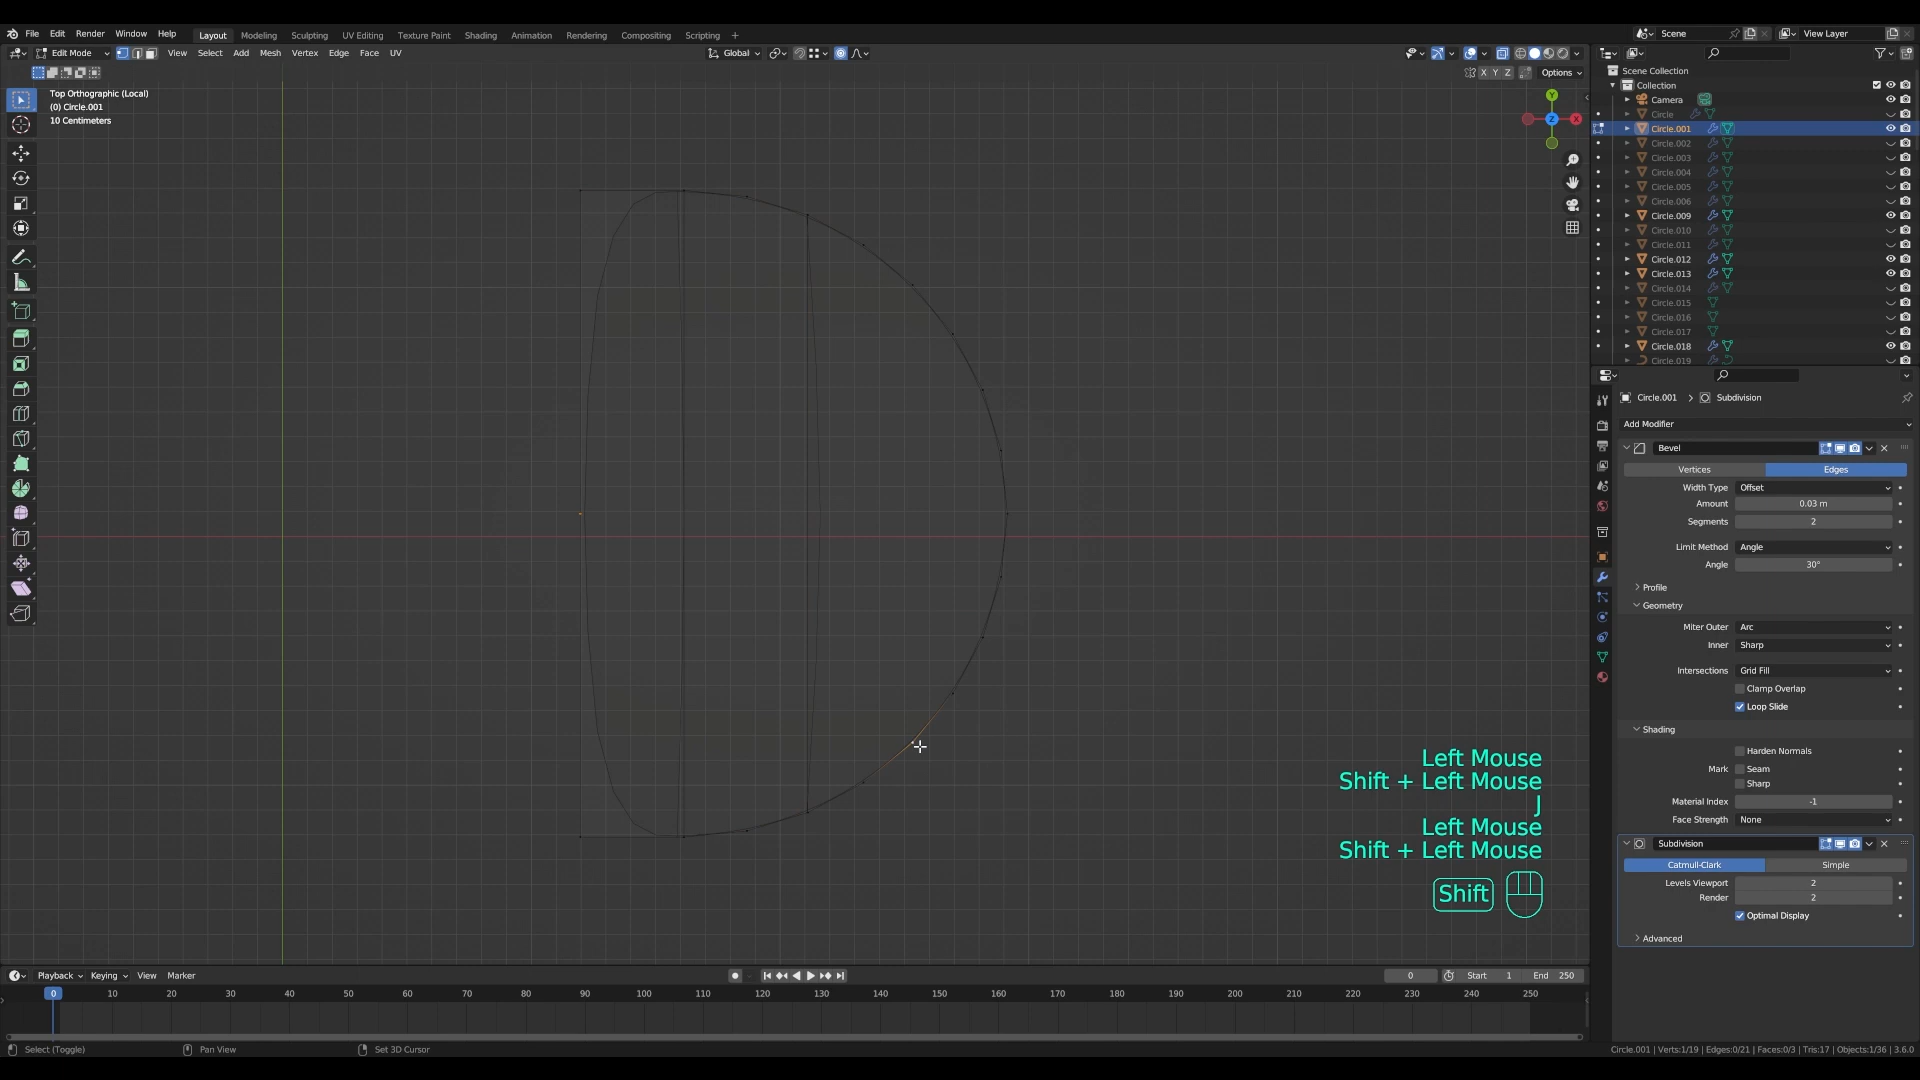 File Edit Render Window Help Layout Modeling Sculpting UV Editing Texture Paint Shading Animation Rendering Compositing Scripting + Scene View Layer
Edit Mode View Select Add Mesh Vertex Edge Face UV Global
X Y Z Options
Top Orthographic (Local)
(0) Circle.001
10 Centimeters
Y
Z
X
Scene Collection
Collection
Camera
Circle
Circle.001
Circle.002
Circle.003
Circle.004
Circle.005
Circle.006
Circle.009
Circle.010
Circle.011
Circle.012
Circle.013
Circle.014
Circle.015
Circle.016
Circle.017
Circle.018
Circle.019
Circle.001 > Subdivision
Add Modifier
Bevel
Vertices Edges
Width Type Offset
Amount 0.03 m
Segments 2
Limit Method Angle
Angle 30°
Profile
Geometry
Miter Outer Arc
Inner Sharp
Intersections Grid Fill
Clamp Overlap
Loop Slide
Shading
Harden Normals
Mark Seam
Sharp
Material Index -1
Face Strength None
Subdivision
Catmull-Clark Simple
Levels Viewport 2
Render 2
Optimal Display
Advanced
Left Mouse
Shift + Left Mouse
J
Left Mouse
Shift + Left Mouse
Shift
Playback Keying View Marker 0 Start 1 End 250
0 10 20 30 40 50 60 70 80 90 100 110 120 130 140 150 160 170 180 190 200 210 220 230 240 250
Select (Toggle) Pan View Set 3D Cursor Circle.001 | Verts:1/19 | Edges:0/21 | Faces:0/3 | Tris:17 | Objects:1/36 | 3.6.0